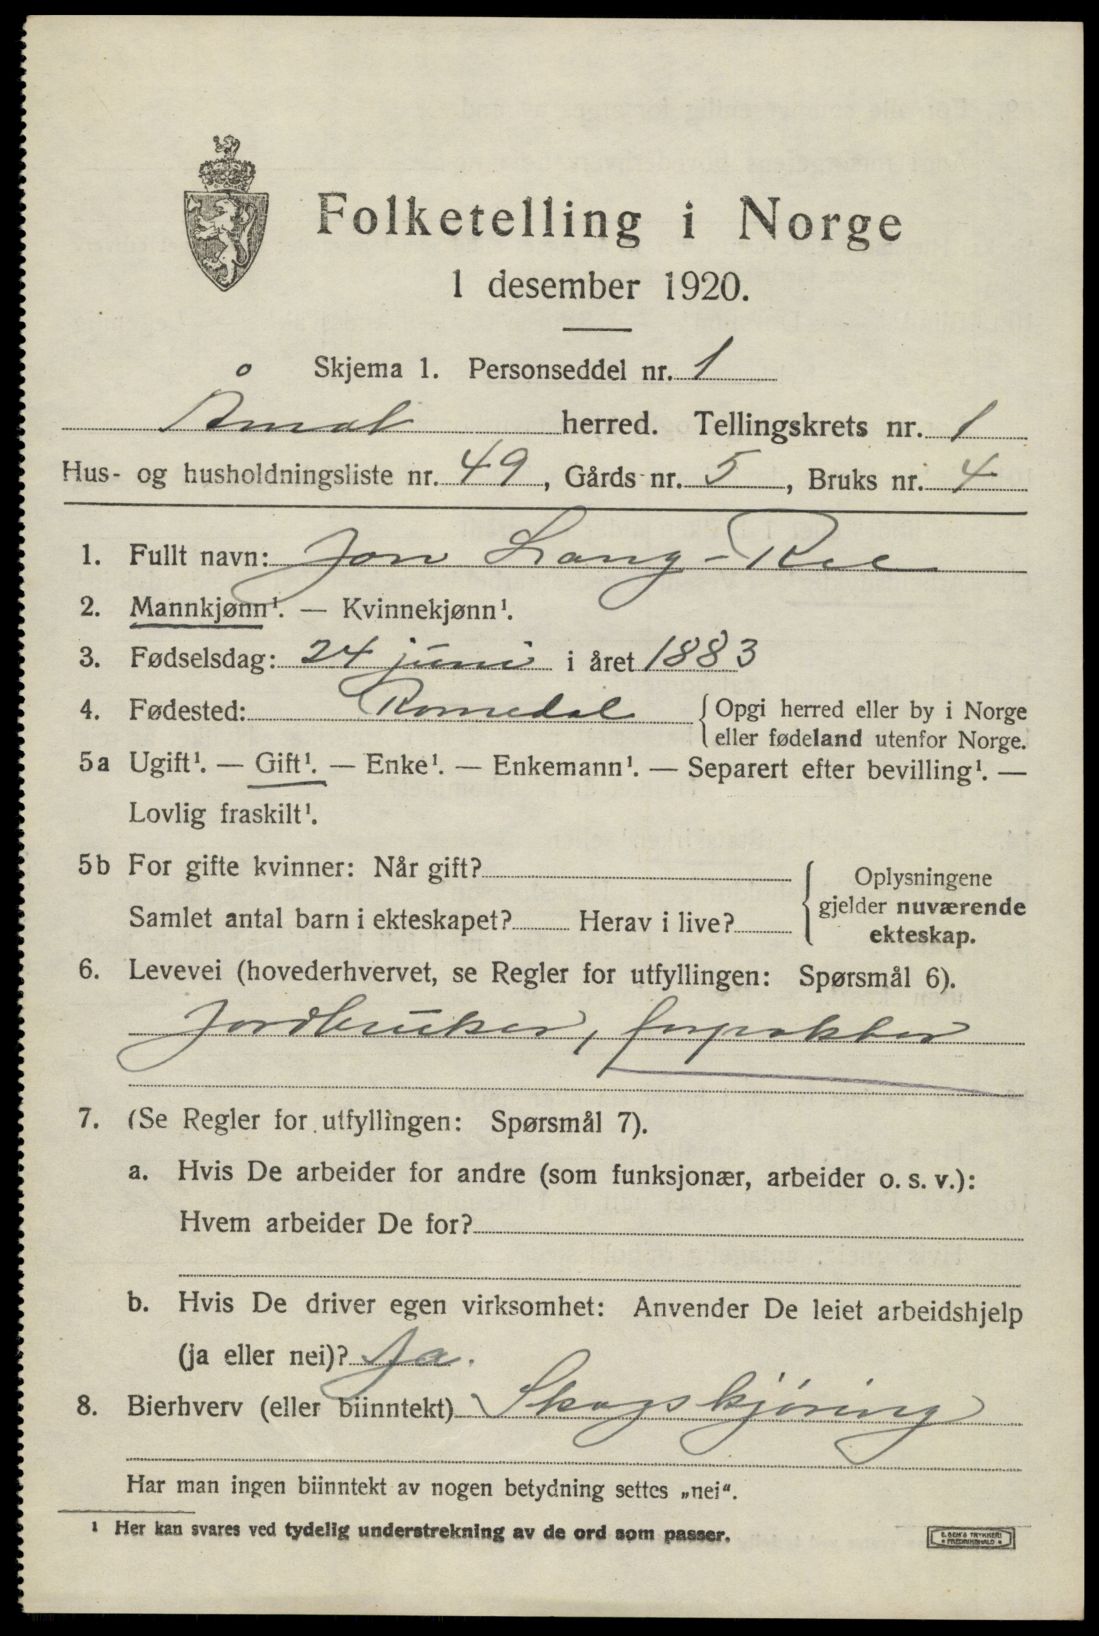 Folketelling i Norge
1 desember 1920.
Skjema 1. Personseddel nr. 1
Åmot herred. Tellingskrets nr. 1
Hus- og husholdningsliste nr. 49, Gårds nr. 5, Bruks nr. 4
1. Fullt navn: Jon Lang-Ree
2. Mannkjønn¹. — Kvinnekjønn¹.
3. Fødselsdag: 24 juni i året 1883
4. Fødested: Romedal { Opgi herred eller by i Norge
eller fødeland utenfor Norge.
5a Ugift¹. — Gift¹. — Enke¹. — Enkemann¹. — Separert efter bevilling¹. —
Lovlig fraskilt¹.
5b For gifte kvinner: Når gift?
Samlet antal barn i ekteskapet? Herav i live?
{ Oplysningene
gjelder nuværende
ekteskap.
6. Levevei (hovederhvervet, se Regler for utfyllingen: Spørsmål 6).
Jordbruker, forpakter
7. (Se Regler for utfyllingen: Spørsmål 7).
a. Hvis De arbeider for andre (som funksjonær, arbeider o. s. v.):
Hvem arbeider De for?
b. Hvis De driver egen virksomhet: Anvender De leiet arbeidshjelp
(ja eller nei)? Ja.
8. Bierhverv (eller biinntekt) Skogskjøring
Har man ingen biinntekt av nogen betydning settes „nei“.
¹ Her kan svares ved tydelig understrekning av de ord som passer.